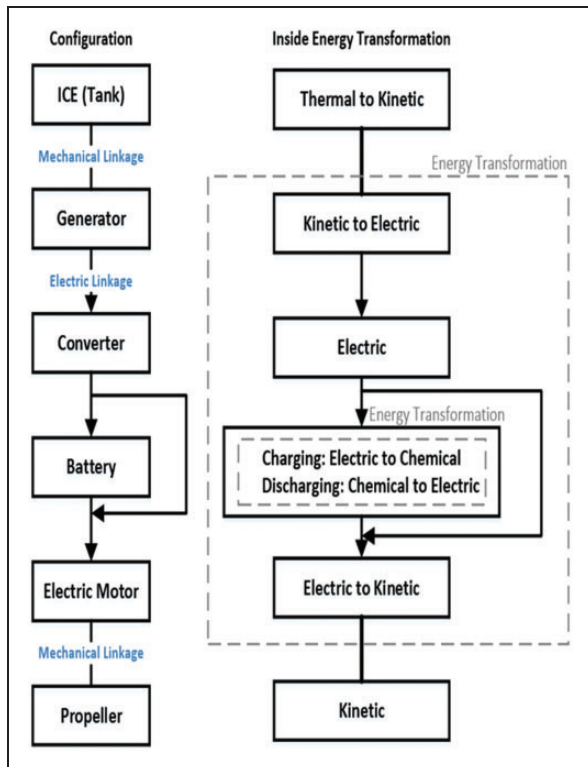 Configuration
ICE (Tank)
Mechanical Linkage
Generator
Electric Linkage
Converter
Battery
Electric Motor
Mechanical Linkage
Propeller
Inside Energy Transformation
Thermal to Kinetic
Energy Transformation
Kinetic to Electric
Electric
Energy Transformation
Charging: Electric to Chemical
Discharging: Chemical to Electric
Electric to Kinetic
Kinetic